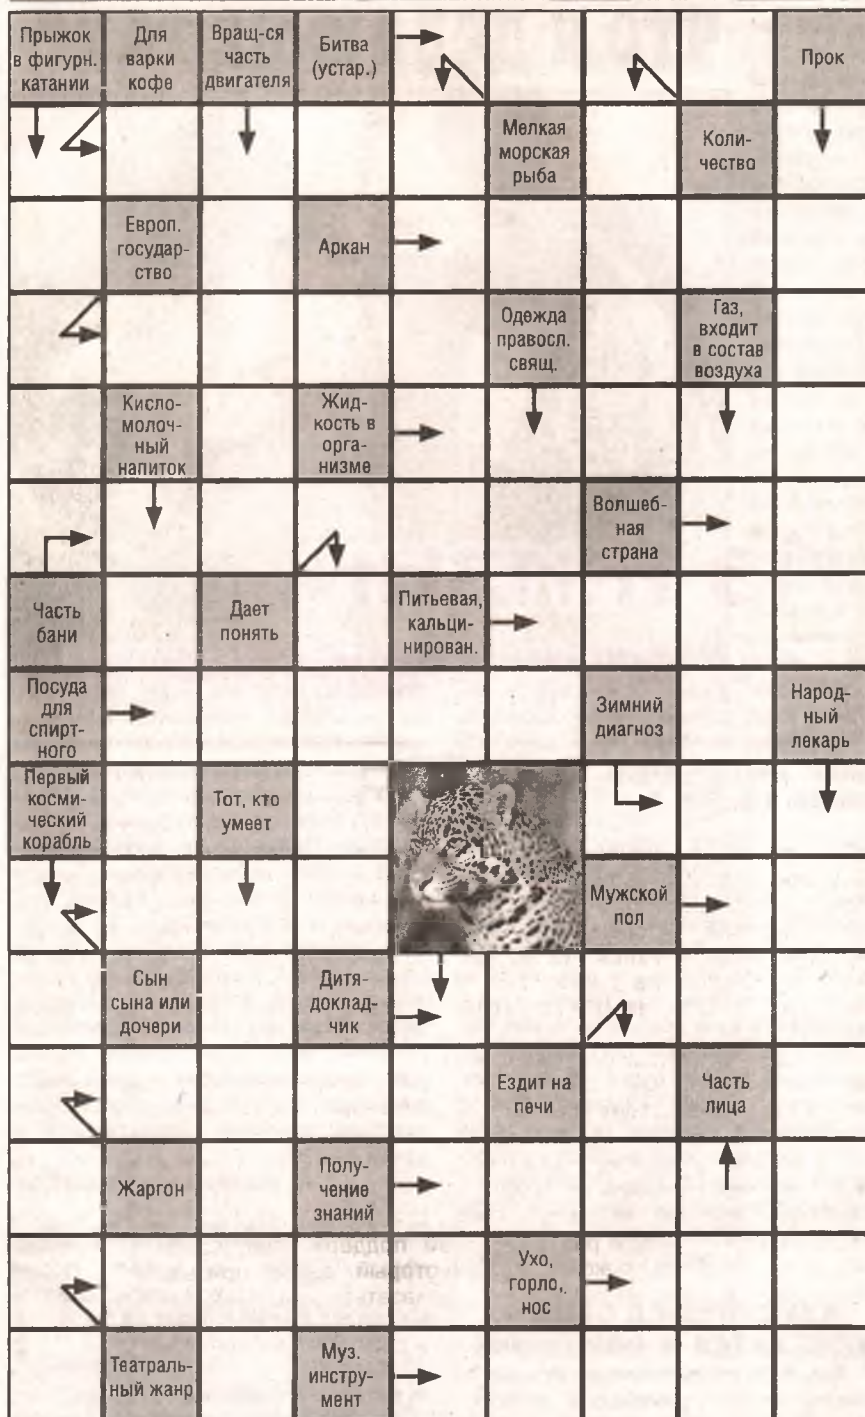 Прыжок
в фигурн.
катании
Для
варки
кофе
Вращ-ся
часть
двигателя
Битва
(устар.)
Прок
Мелкая
морская
рыба
Коли-
чество
Европ.
государ-
ство
Аркан
Одежда
правосл.
свящ.
Газ,
входит
в состав
воздуха
Кисло-
молоч-
ный
напиток
Жид-
кость в
орга-
низме
Волшеб-
ная
страна
Часть
бани
Дает
понять
Питьевая,
кальци-
нирован.
Посуда
для
спирт-
ного
Зимний
диагноз
Народ-
ный
лекарь
Первый
косми-
ческий
корабль
Тот, кто
умеет
Мужской
пол
Сын
сына или
дочери
Дитя-
доклад-
чик
Ездит на
печи
Часть
лица
Жаргон
Полу-
чение
знаний
Ухо,
горло,
нос
Театраль-
ный жанр
Муз.
инстру-
мент